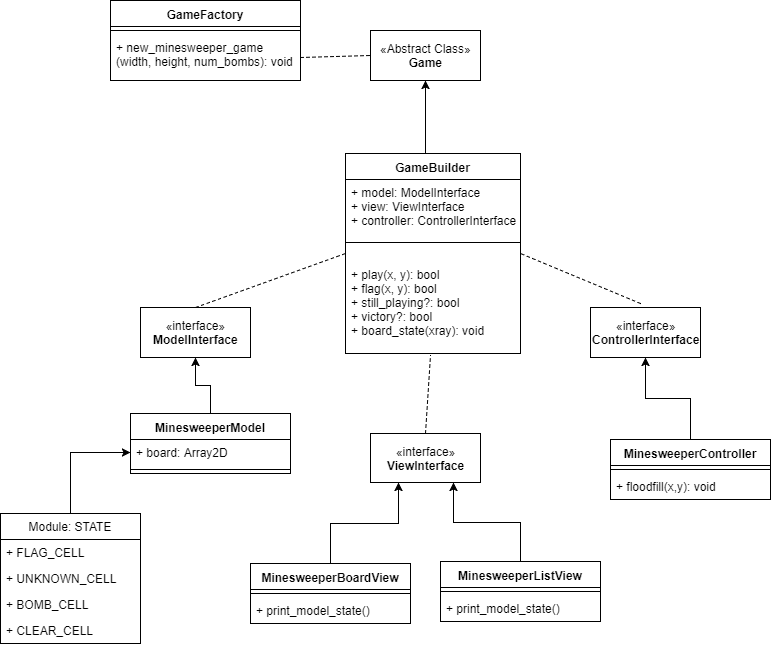 GameFactory
+ new_minesweeper_game
(width, height, num_bombs): void
«Abstract Class»
Game
GameBuilder
+ model: ModelInterface
+ view: ViewInterface
+ controller: ControllerInterface
+ play(x, y): bool
+ flag(x, y): bool
+ still_playing?: bool
+ victory?: bool
+ board_state(xray): void
«interface»
ModelInterface
«interface»
ControllerInterface
MinesweeperModel
+ board: Array2D
«interface»
ViewInterface
MinesweeperController
+ floodfill(x,y): void
Module: STATE
+ FLAG_CELL
+ UNKNOWN_CELL
+ BOMB_CELL
+ CLEAR_CELL
MinesweeperBoardView
+ print_model_state()
MinesweeperListView
+ print_model_state()